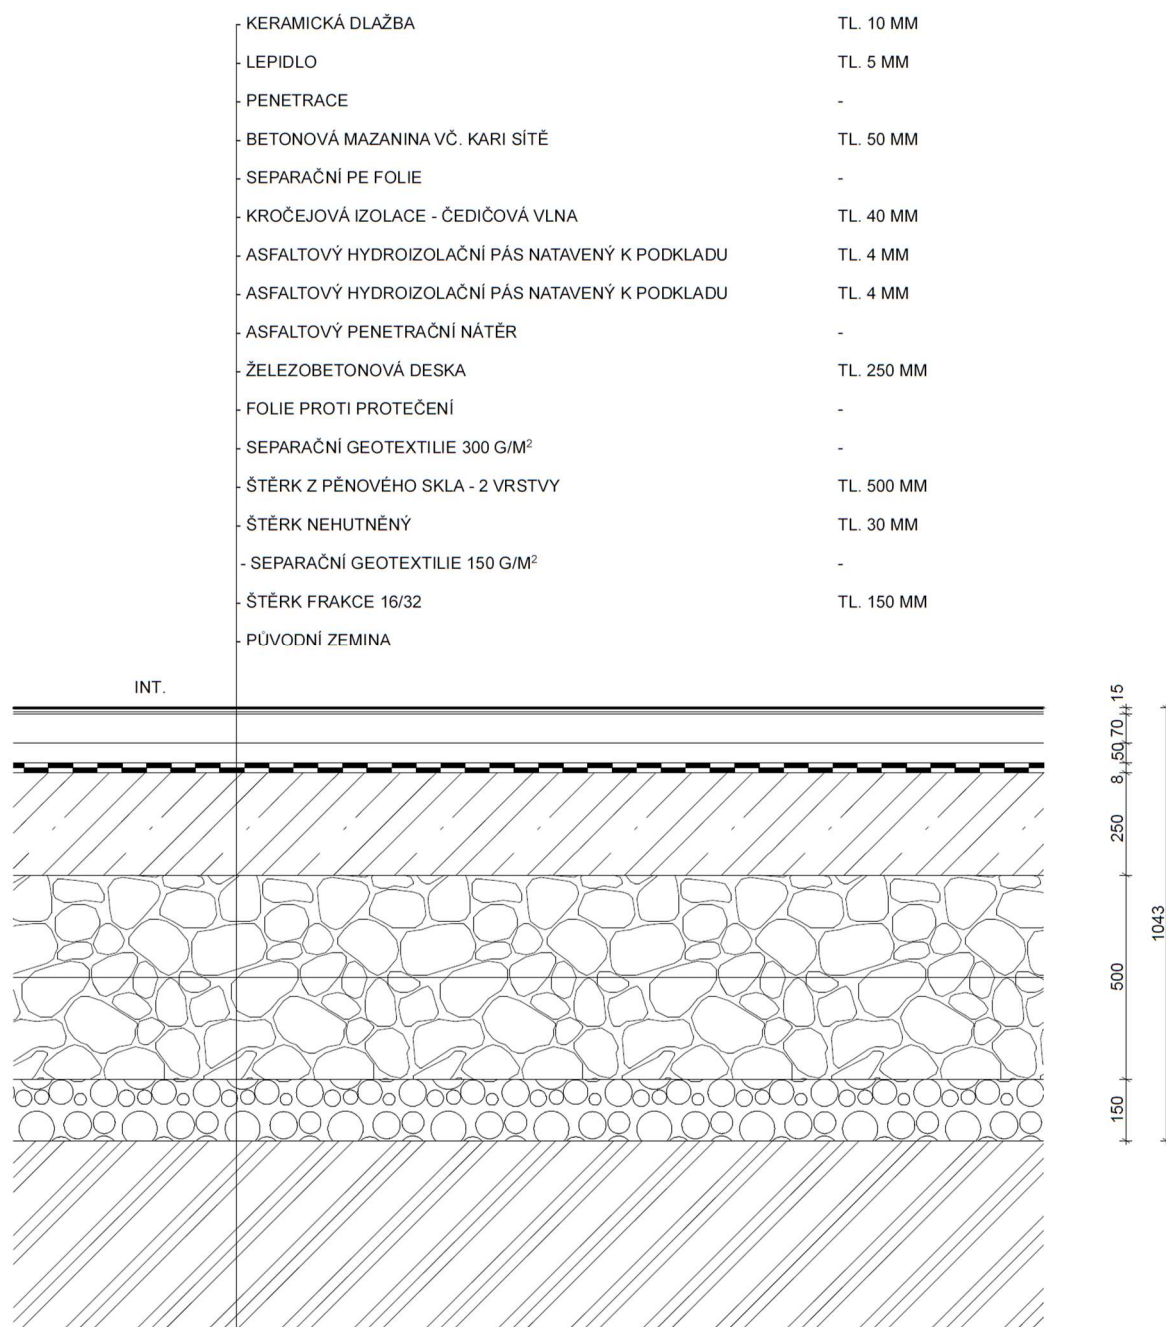 - KERAMICKÁ DLAŽBA TL. 10 MM
- LEPIDLO TL. 5 MM
- PENETRACE -
- BETONOVÁ MAZANINA VČ. KARI SÍTĚ TL. 50 MM
- SEPARAČNÍ PE FOLIE -
- KROČEJOVÁ IZOLACE - ČEDIČOVÁ VLNA TL. 40 MM
- ASFALTOVÝ HYDROIZOLAČNÍ PÁS NATAVENÝ K PODKLADU TL. 4 MM
- ASFALTOVÝ HYDROIZOLAČNÍ PÁS NATAVENÝ K PODKLADU TL. 4 MM
- ASFALTOVÝ PENETRAČNÍ NÁTĚR -
- ŽELEZOBETONOVÁ DESKA TL. 250 MM
- FOLIE PROTI PROTEČENÍ -
- SEPARAČNÍ GEOTEXTILIE 300 G/M² -
- ŠTĚRK Z PĚNOVÉHO SKLA - 2 VRSTVY TL. 500 MM
- ŠTĚRK NEHUTNĚNÝ TL. 30 MM
- SEPARAČNÍ GEOTEXTILIE 150 G/M² -
- ŠTĚRK FRAKCE 16/32 TL. 150 MM
- PŮVODNÍ ZEMINA
INT.
15
70
50
8
250
500
150
1043